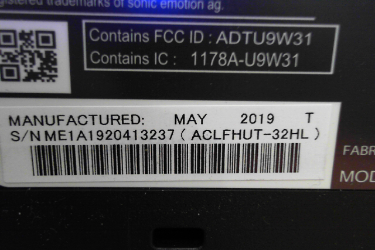 registered trademarks of sonic emotion ag.
Contains FCC ID : ADTU9W31
Contains IC : 1178A-U9W31
MANUFACTURED: MAY 2019 T
S/N ME1A1920413237 ( ACLFHUT-32HL )
FABR
MOD